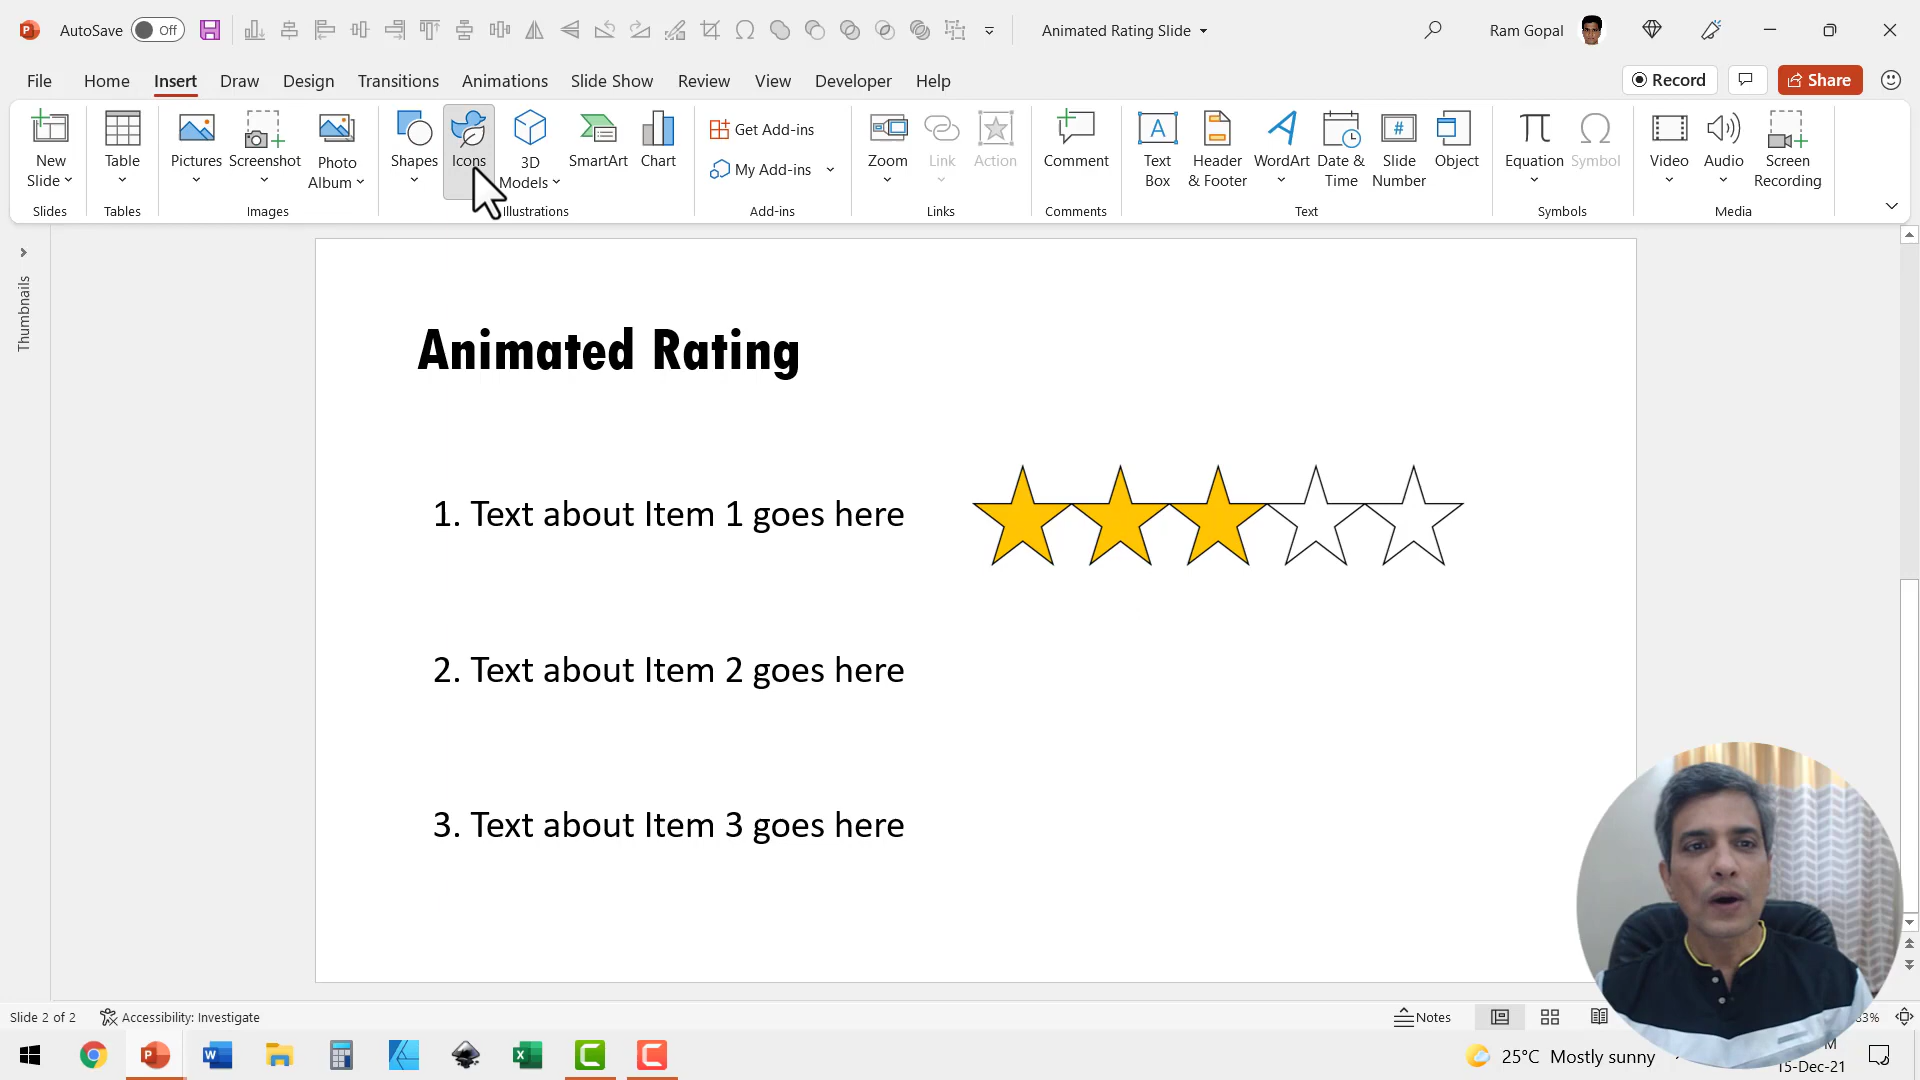 AutoSave Off Animated Rating Slide Ram Gopal
File Home Insert Draw Design Transitions Animations Slide Show Review View Developer Help Record Share
New Slide Table Pictures Screenshot Photo Album Shapes Icons 3D Models SmartArt Chart Get Add-ins My Add-ins Zoom Link Action Comment Text Box Header & Footer WordArt Date & Time Slide Number Object Equation Symbol Video Audio Screen Recording
Slides Tables Images Illustrations Add-ins Links Comments Text Symbols Media
Thumbnails
Animated Rating
1. Text about Item 1 goes here
2. Text about Item 2 goes here
3. Text about Item 3 goes here
Slide 2 of 2 Accessibility: Investigate Notes
25°C Mostly sunny
15-Dec-21